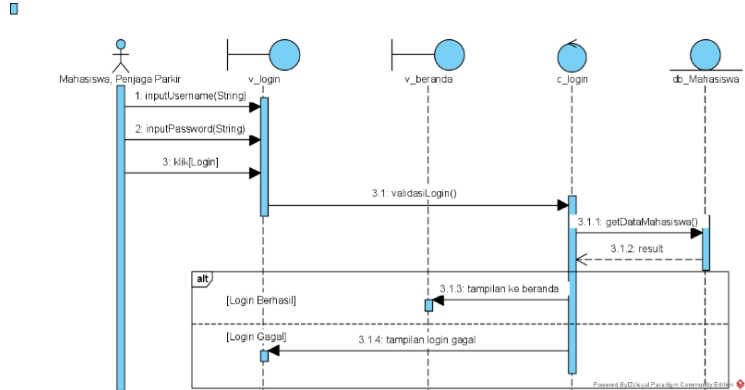 Mahasiswa, Penjaga Parkir
v_login
v_beranda
c_login
db_Mahasiswa
1: inputUsername(String)
2: inputPassword(String)
3: klik[Login]
3.1: validasiLogin()
3.1.1: getDataMahasiswa()
3.1.2: result
alt
[Login Berhasil]
3.1.3: tampilan ke beranda
[Login Gagal]
3.1.4: tampilan login gagal
Powered By Visual Paradigm Community Edition